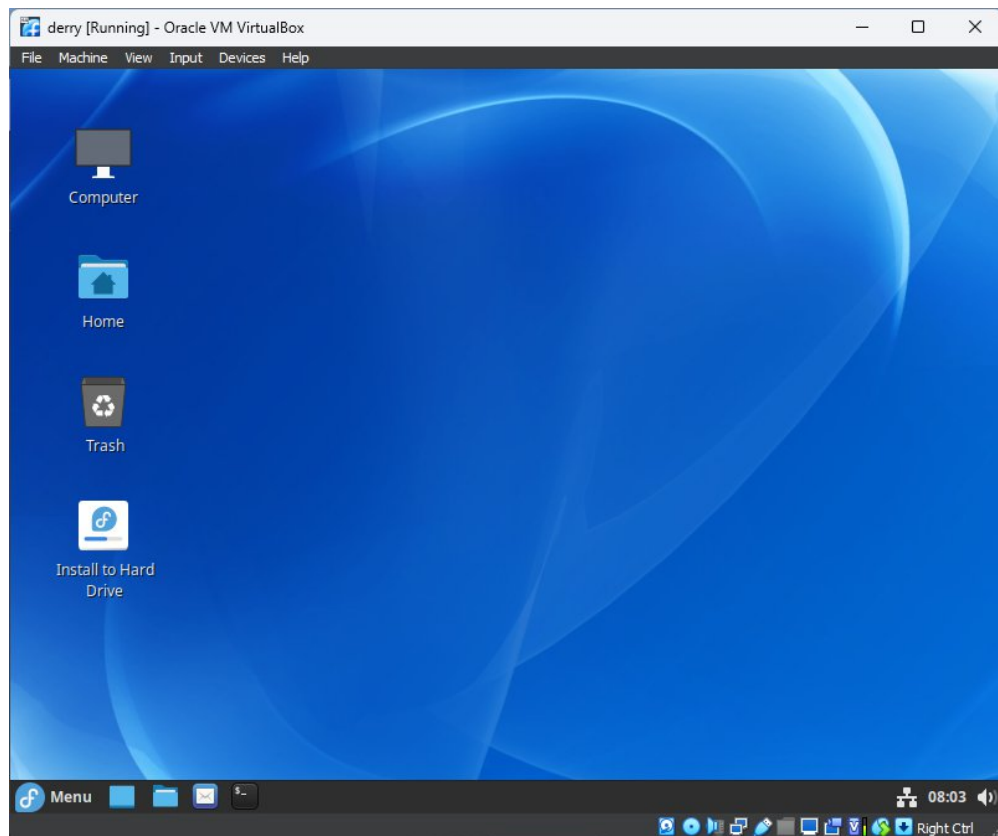 derry [Running] - Oracle VM VirtualBox
File Machine View Input Devices Help
Computer
Home
Trash
Install to Hard
Drive
Menu
$_
08:03
Right Ctrl